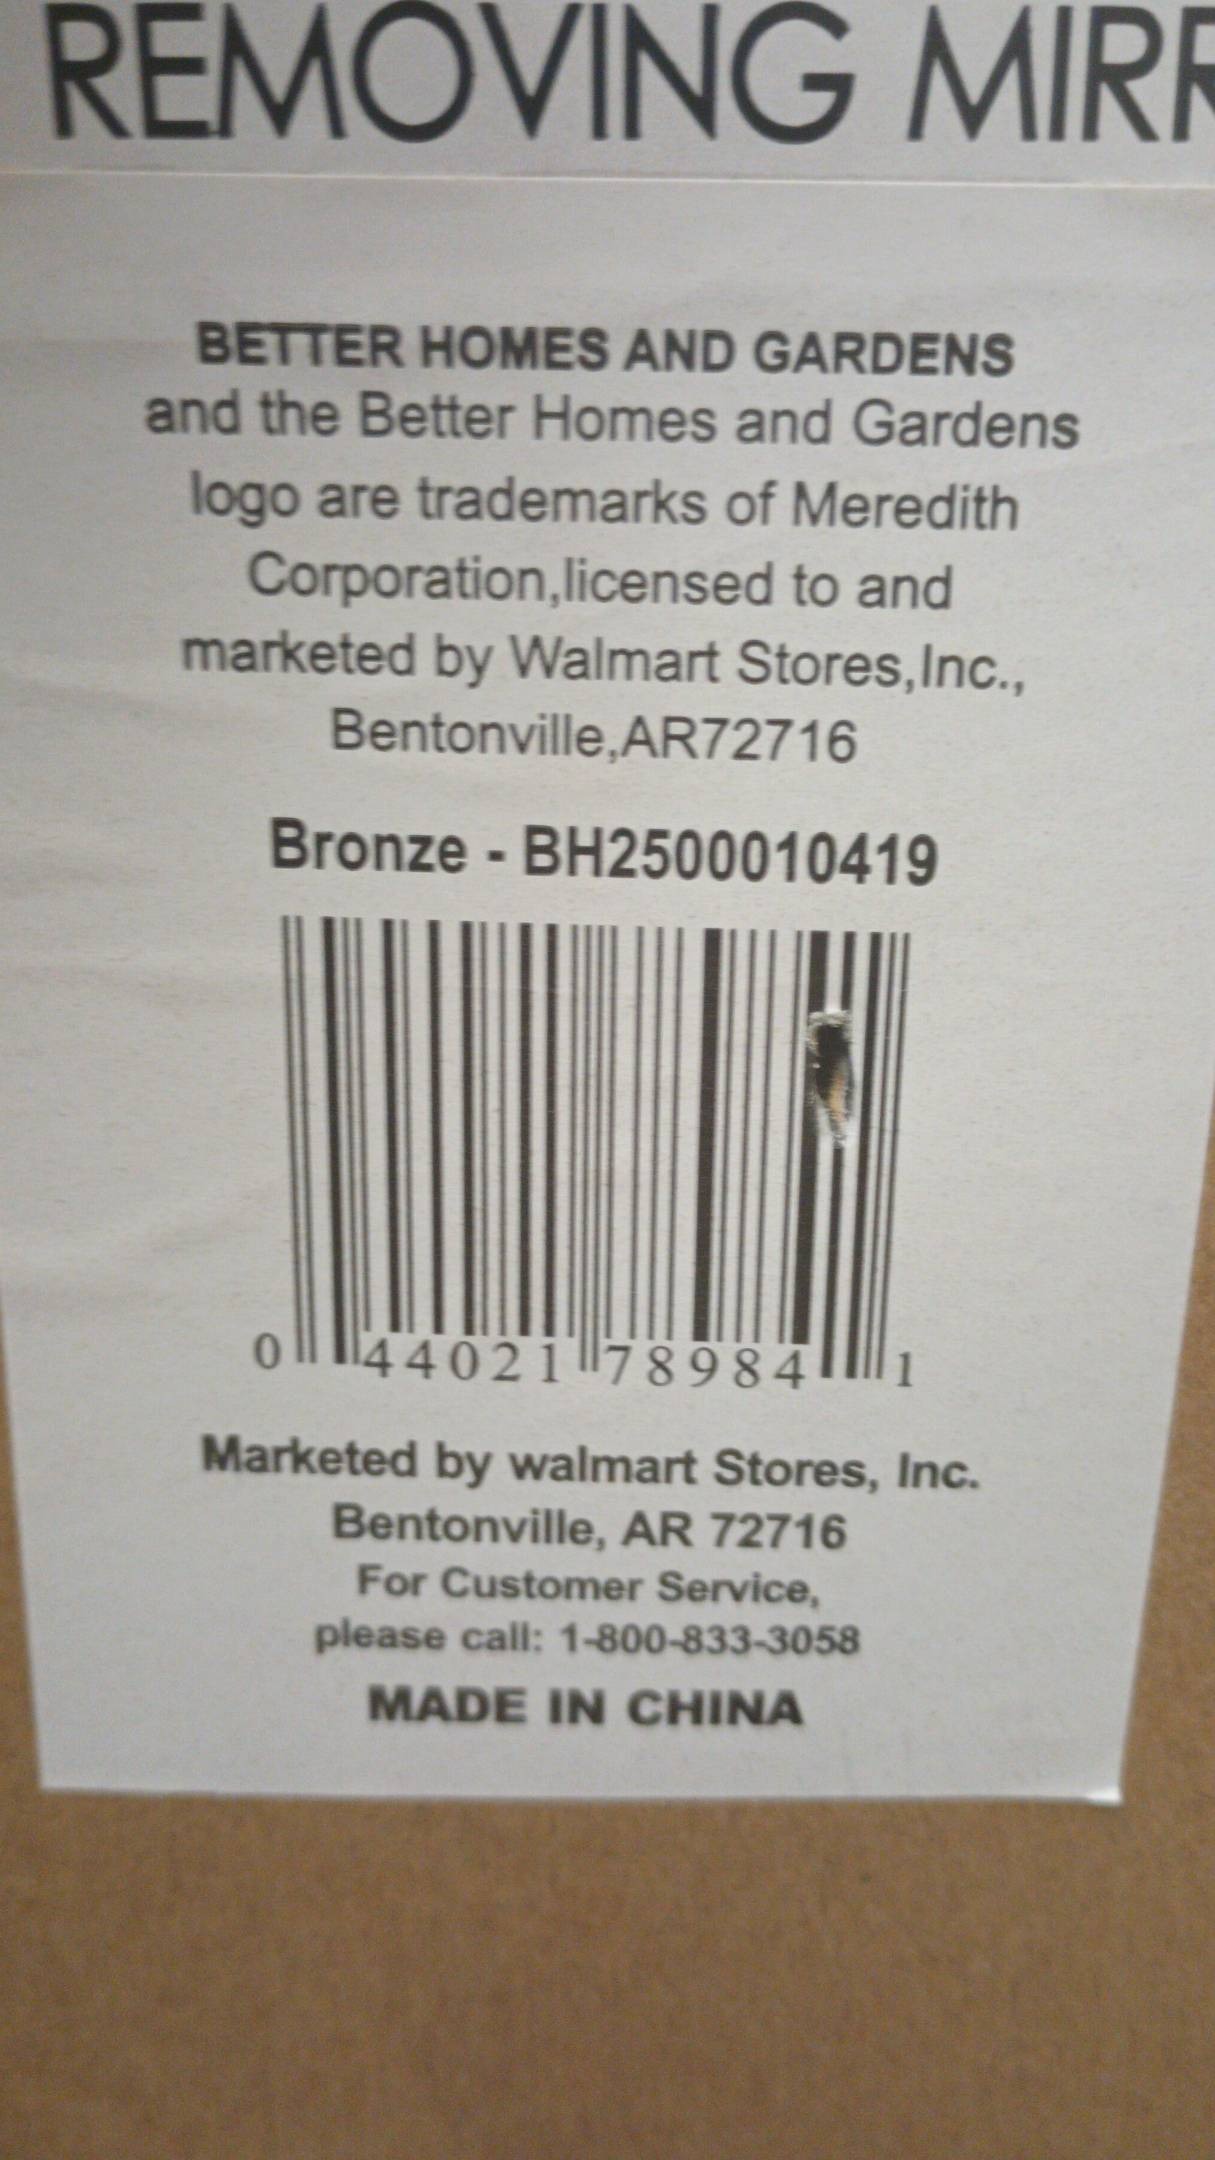 REMOVING MIRR
BETTER HOMES AND GARDENS
and the Better Homes and Gardens
logo are trademarks of Meredith
Corporation,licensed to and
marketed by Walmart Stores,Inc.,
Bentonville,AR72716
Bronze - BH2500010419
0 44021 78984 1
Marketed by walmart Stores, Inc.
Bentonville, AR 72716
For Customer Service,
please call: 1-800-833-3058
MADE IN CHINA